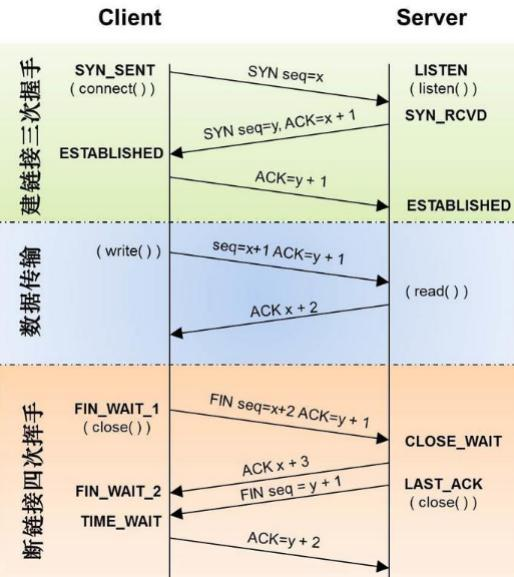 Client
Server
建链接三次握手
SYN_SENT
( connect( ) )
SYN seq=x
LISTEN
( listen( ) )
SYN_RCVD
SYN seq=y, ACK=x + 1
ESTABLISHED
ACK=y + 1
ESTABLISHED
数据传输
( write( ) )
seq=x+1 ACK=y + 1
( read( ) )
ACK x + 2
断链接四次挥手
FIN_WAIT_1
( close( ) )
FIN seq=x+2 ACK=y + 1
CLOSE_WAIT
ACK x + 3
FIN_WAIT_2
FIN seq = y + 1
LAST_ACK
( close( ) )
TIME_WAIT
ACK=y + 2